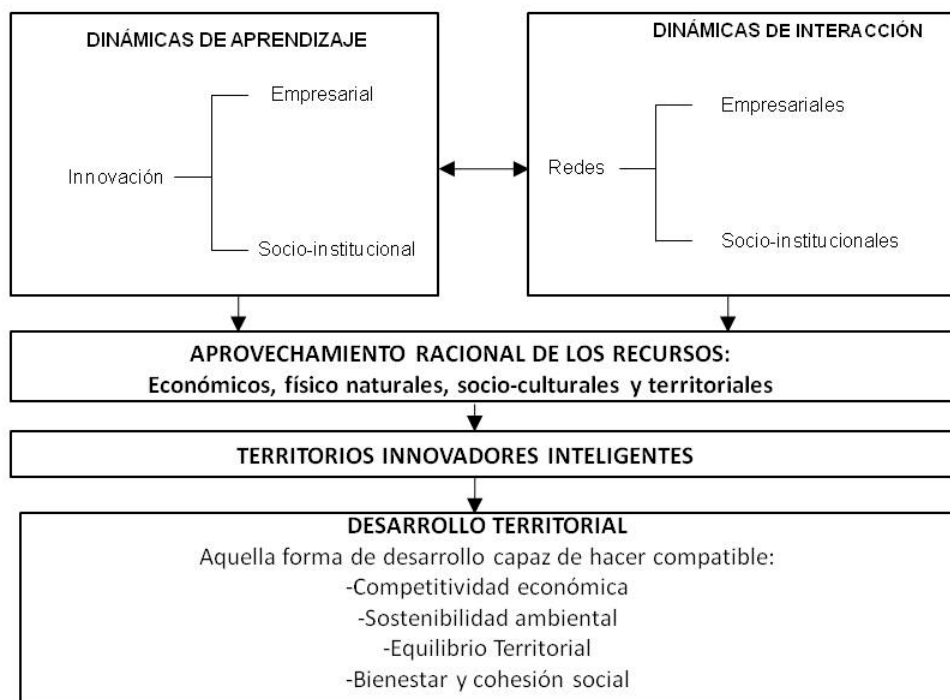 DINÁMICAS DE APRENDIZAJE
Empresarial
Innovación
Socio-institucional
DINÁMICAS DE INTERACCIÓN
Empresariales
Redes
Socio-institucionales
APROVECHAMIENTO RACIONAL DE LOS RECURSOS:
Económicos, físico naturales, socio-culturales y territoriales
TERRITORIOS INNOVADORES INTELIGENTES
DESARROLLO TERRITORIAL
Aquella forma de desarrollo capaz de hacer compatible:
-Competitividad económica
-Sostenibilidad ambiental
-Equilibrio Territorial
-Bienestar y cohesión social